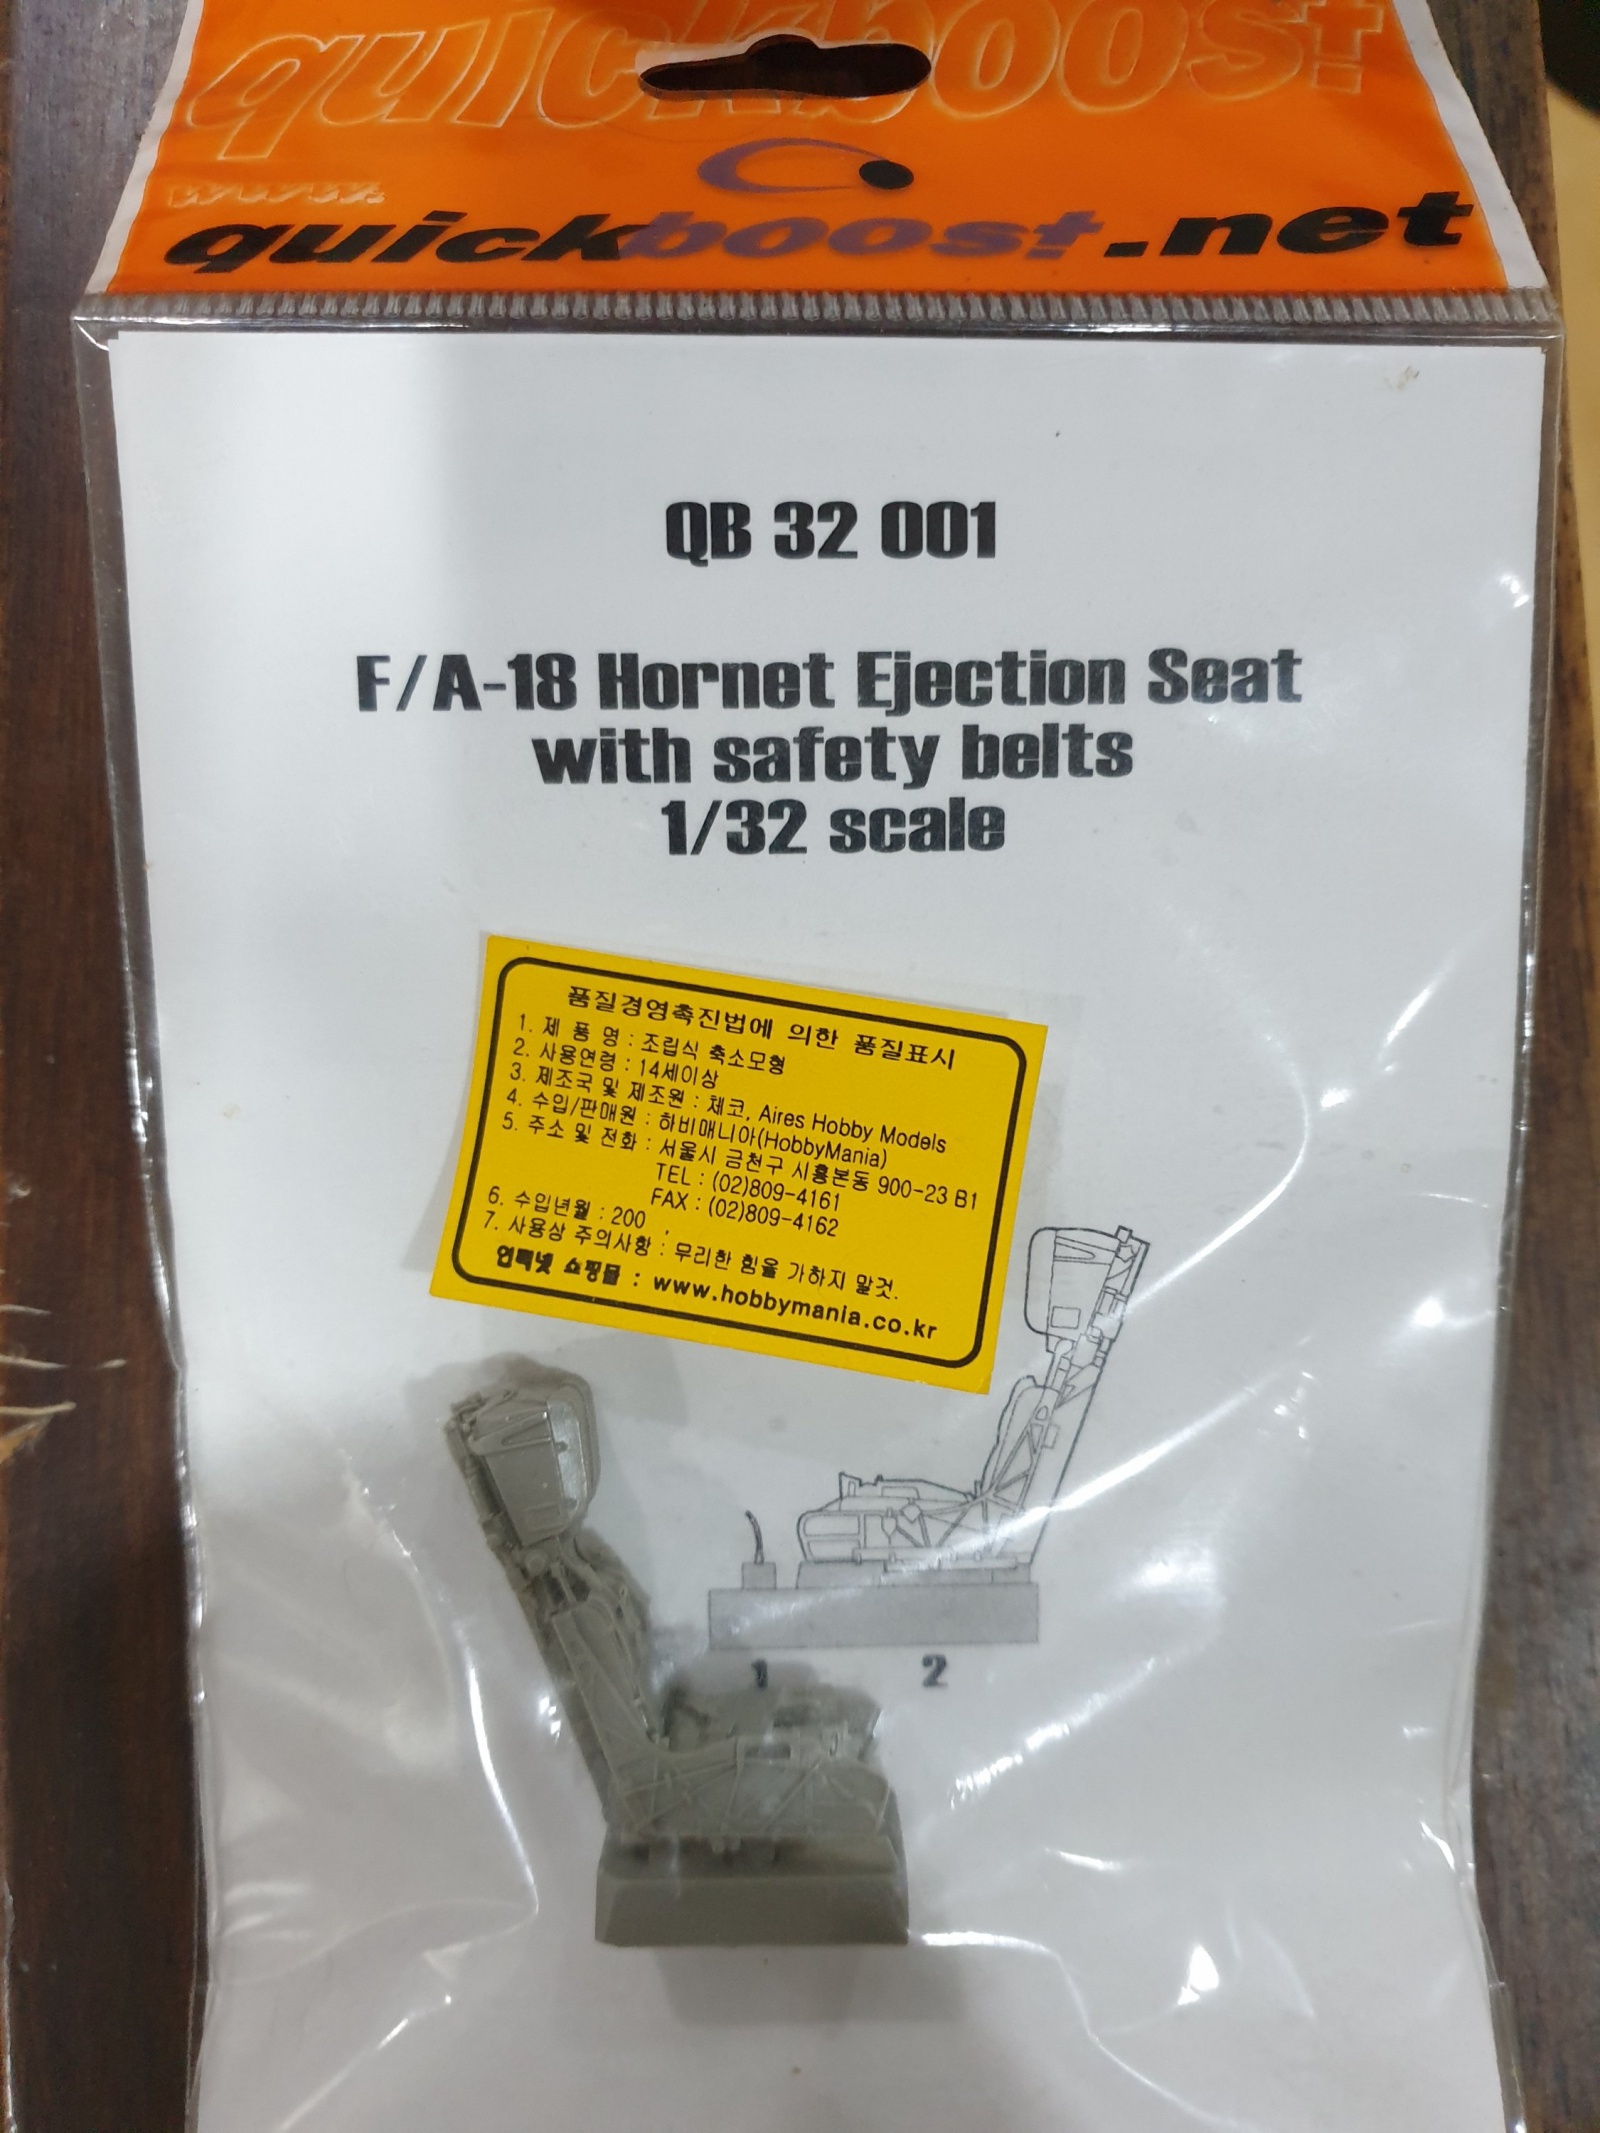 quickboost
www.
quickboost.net
QB 32 001
F/A-18 Hornet Ejection Seat
with safety belts
1/32 scale
품질경영촉진법에 의한 품질표시
1. 제 품 명 : 조립식 축소모형
2. 사용연령 : 14세이상
3. 제조국 및 제조원 : 체코, Aires Hobby Models
4. 수입/판매원 : 하비매니아(HobbyMania)
5. 주소 및 전화 : 서울시 금천구 시흥본동 900-23 B1
TEL : (02)809-4161
FAX : (02)809-4162
6. 수입년월 : 200 .
7. 사용상 주의사항 : 무리한 힘을 가하지 말것.
인터넷 쇼핑몰 : www.hobbymania.co.kr
1 2